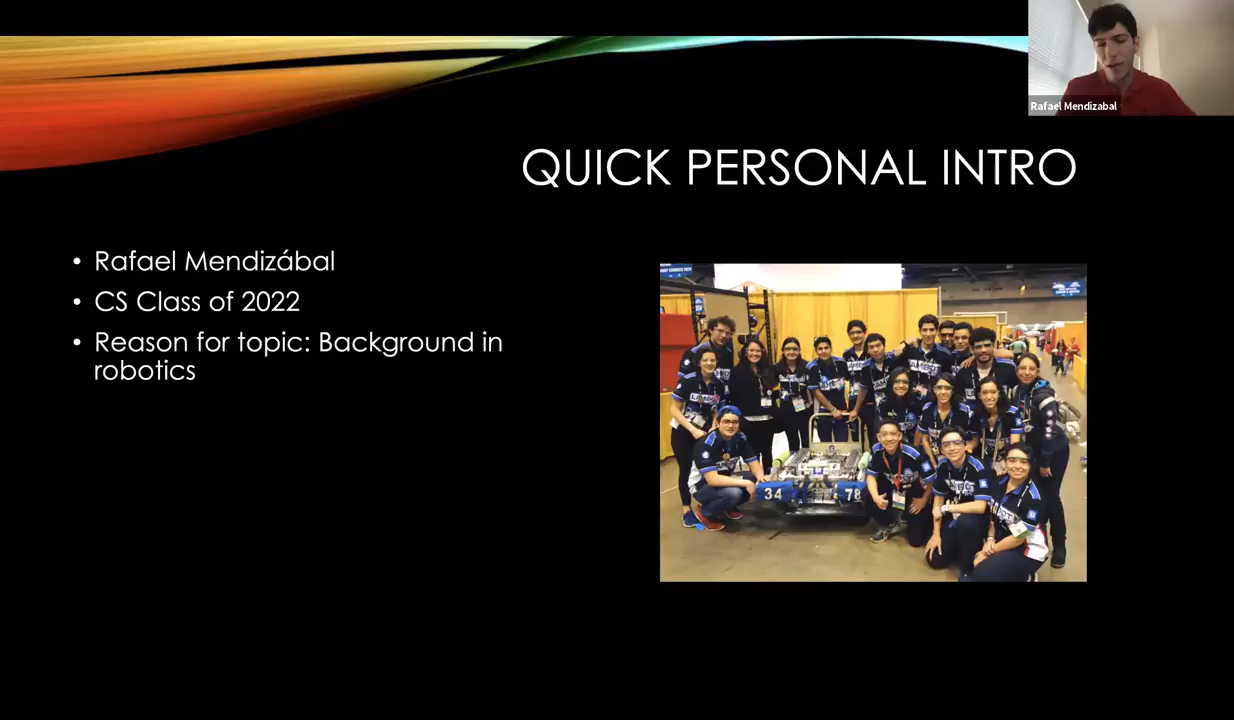 Rafael Mendizabal
QUICK PERSONAL INTRO
• Rafael Mendizábal
• CS Class of 2022
• Reason for topic: Background in
robotics
34 78